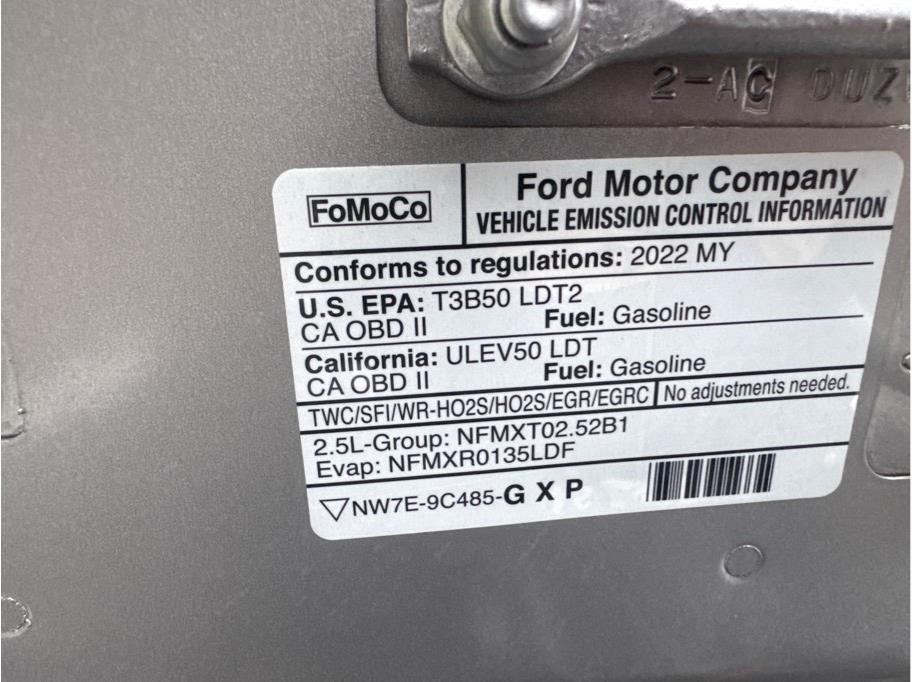 2-AC DUZ
FoMoCo
Ford Motor Company
VEHICLE EMISSION CONTROL INFORMATION
Conforms to regulations: 2022 MY
U.S. EPA: T3B50 LDT2
CA OBD II Fuel: Gasoline
California: ULEV50 LDT
CA OBD II Fuel: Gasoline
TWC/SFI/WR-HO2S/HO2S/EGR/EGRC No adjustments needed.
2.5L-Group: NFMXT02.52B1
Evap: NFMXR0135LDF
NW7E-9C485-G X P